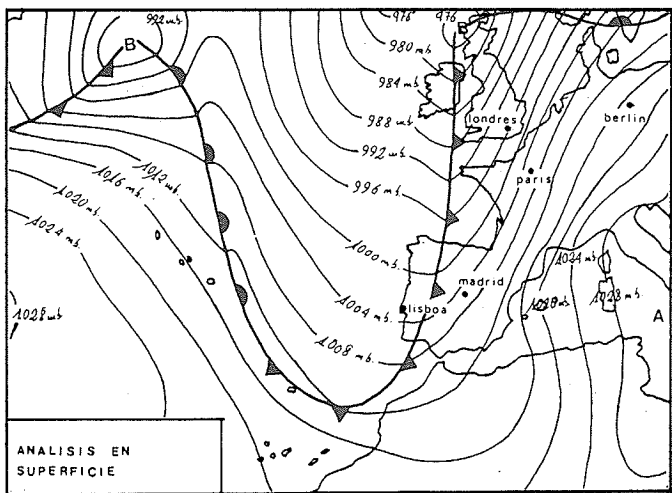 992 mb.
976
976
B
B
980 mb.
984 mb.
988 mb.
992 mb.
996 mb.
1000 mb.
1004 mb.
1008 mb.
1012 mb.
1016 mb.
1020 mb.
1024 mb.
1028 mb.
londres
berlin
paris
madrid
lisboa
1024 mb.
1028 mb.
A
ANALISIS EN
SUPERFICIE